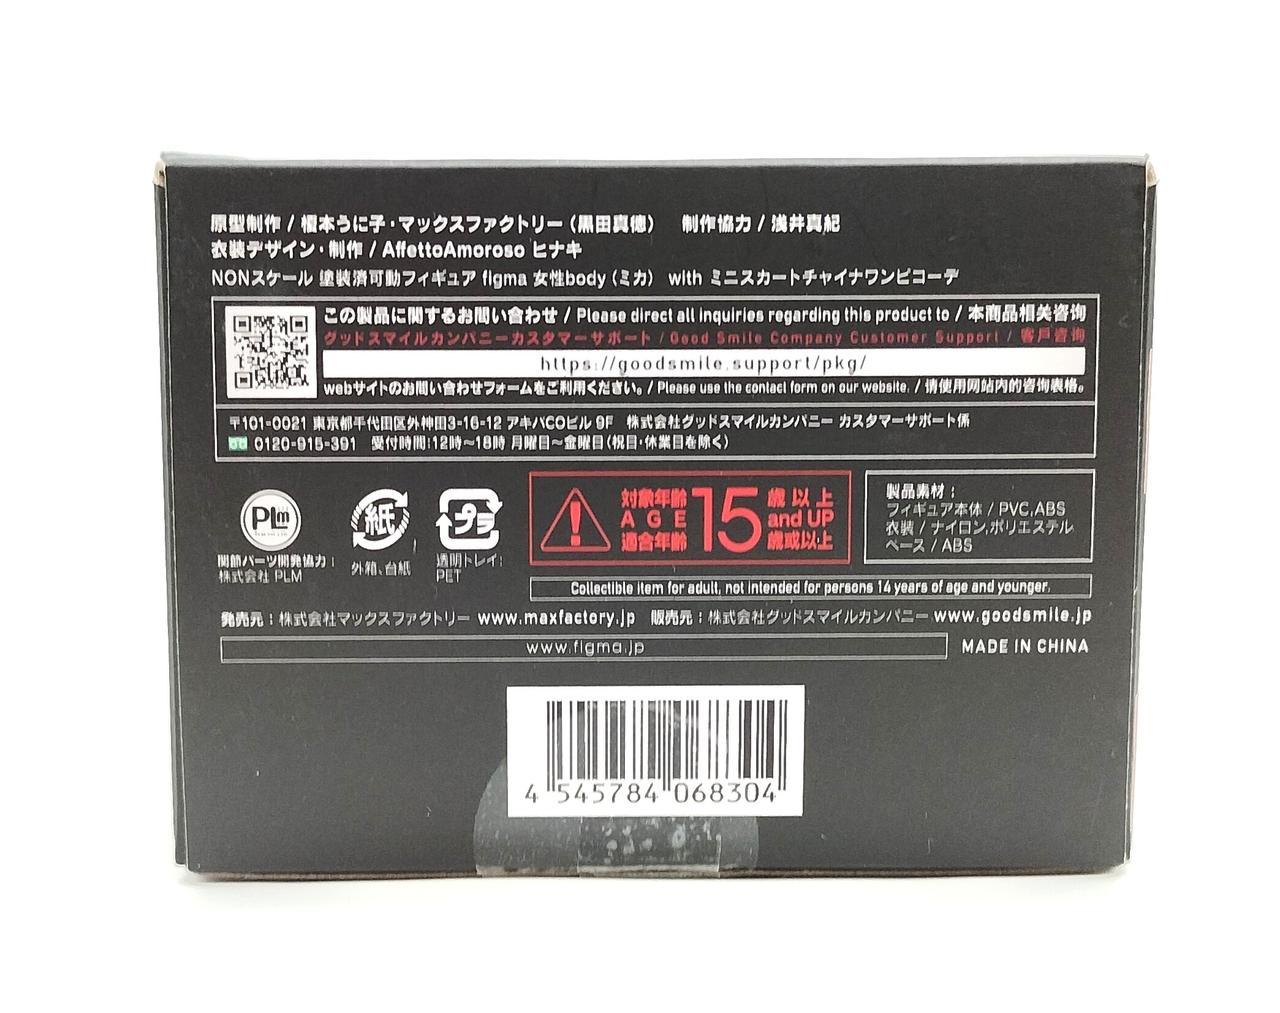 原型制作 / 榎本うに子・マックスファクトリー (黒田真徳) 制作協力 / 浅井真紀
衣装デザイン・制作 / AffettoAmoroso ヒナキ
NONスケール 塗装済可動フィギュア figma 女性body (ミカ) with ミニスカートチャイナワンピコーデ
この製品に関するお問い合わせ / Please direct all inquiries regarding this product to / 本商品相关咨询
グッドスマイルカンパニーカスタマーサポート / Good Smile Company Customer Support / 客戶咨询
https://goodsmile.support/pkg/
webサイトのお問い合わせフォームをご利用ください。 / Please use the contact form on our website. / 请使用网站内的咨询表格。
〒101-0021 東京都千代田区外神田3-16-12 アキバCOビル 9F 株式会社グッドスマイルカンパニー カスタマーサポート係
0120-915-391 受付時間:12時〜18時 月曜日〜金曜日(祝日・休業日を除く)
PLM
関節パーツ開発協力:
株式会社 PLM
紙
外箱、台紙
プラ
透明トレイ:
PET
対象年齢 15 歳以上
AGE and UP
適合年齢 歳或以上
製品素材:
フィギュア本体 / PVC,ABS
衣装 / ナイロン,ポリエステル
ベース / ABS
Collectible item for adult, not intended for persons 14 years of age and younger.
発売元:株式会社マックスファクトリー www.maxfactory.jp 販売元:株式会社グッドスマイルカンパニー www.goodsmile.jp
www.figma.jp MADE IN CHINA
4 545784 068304